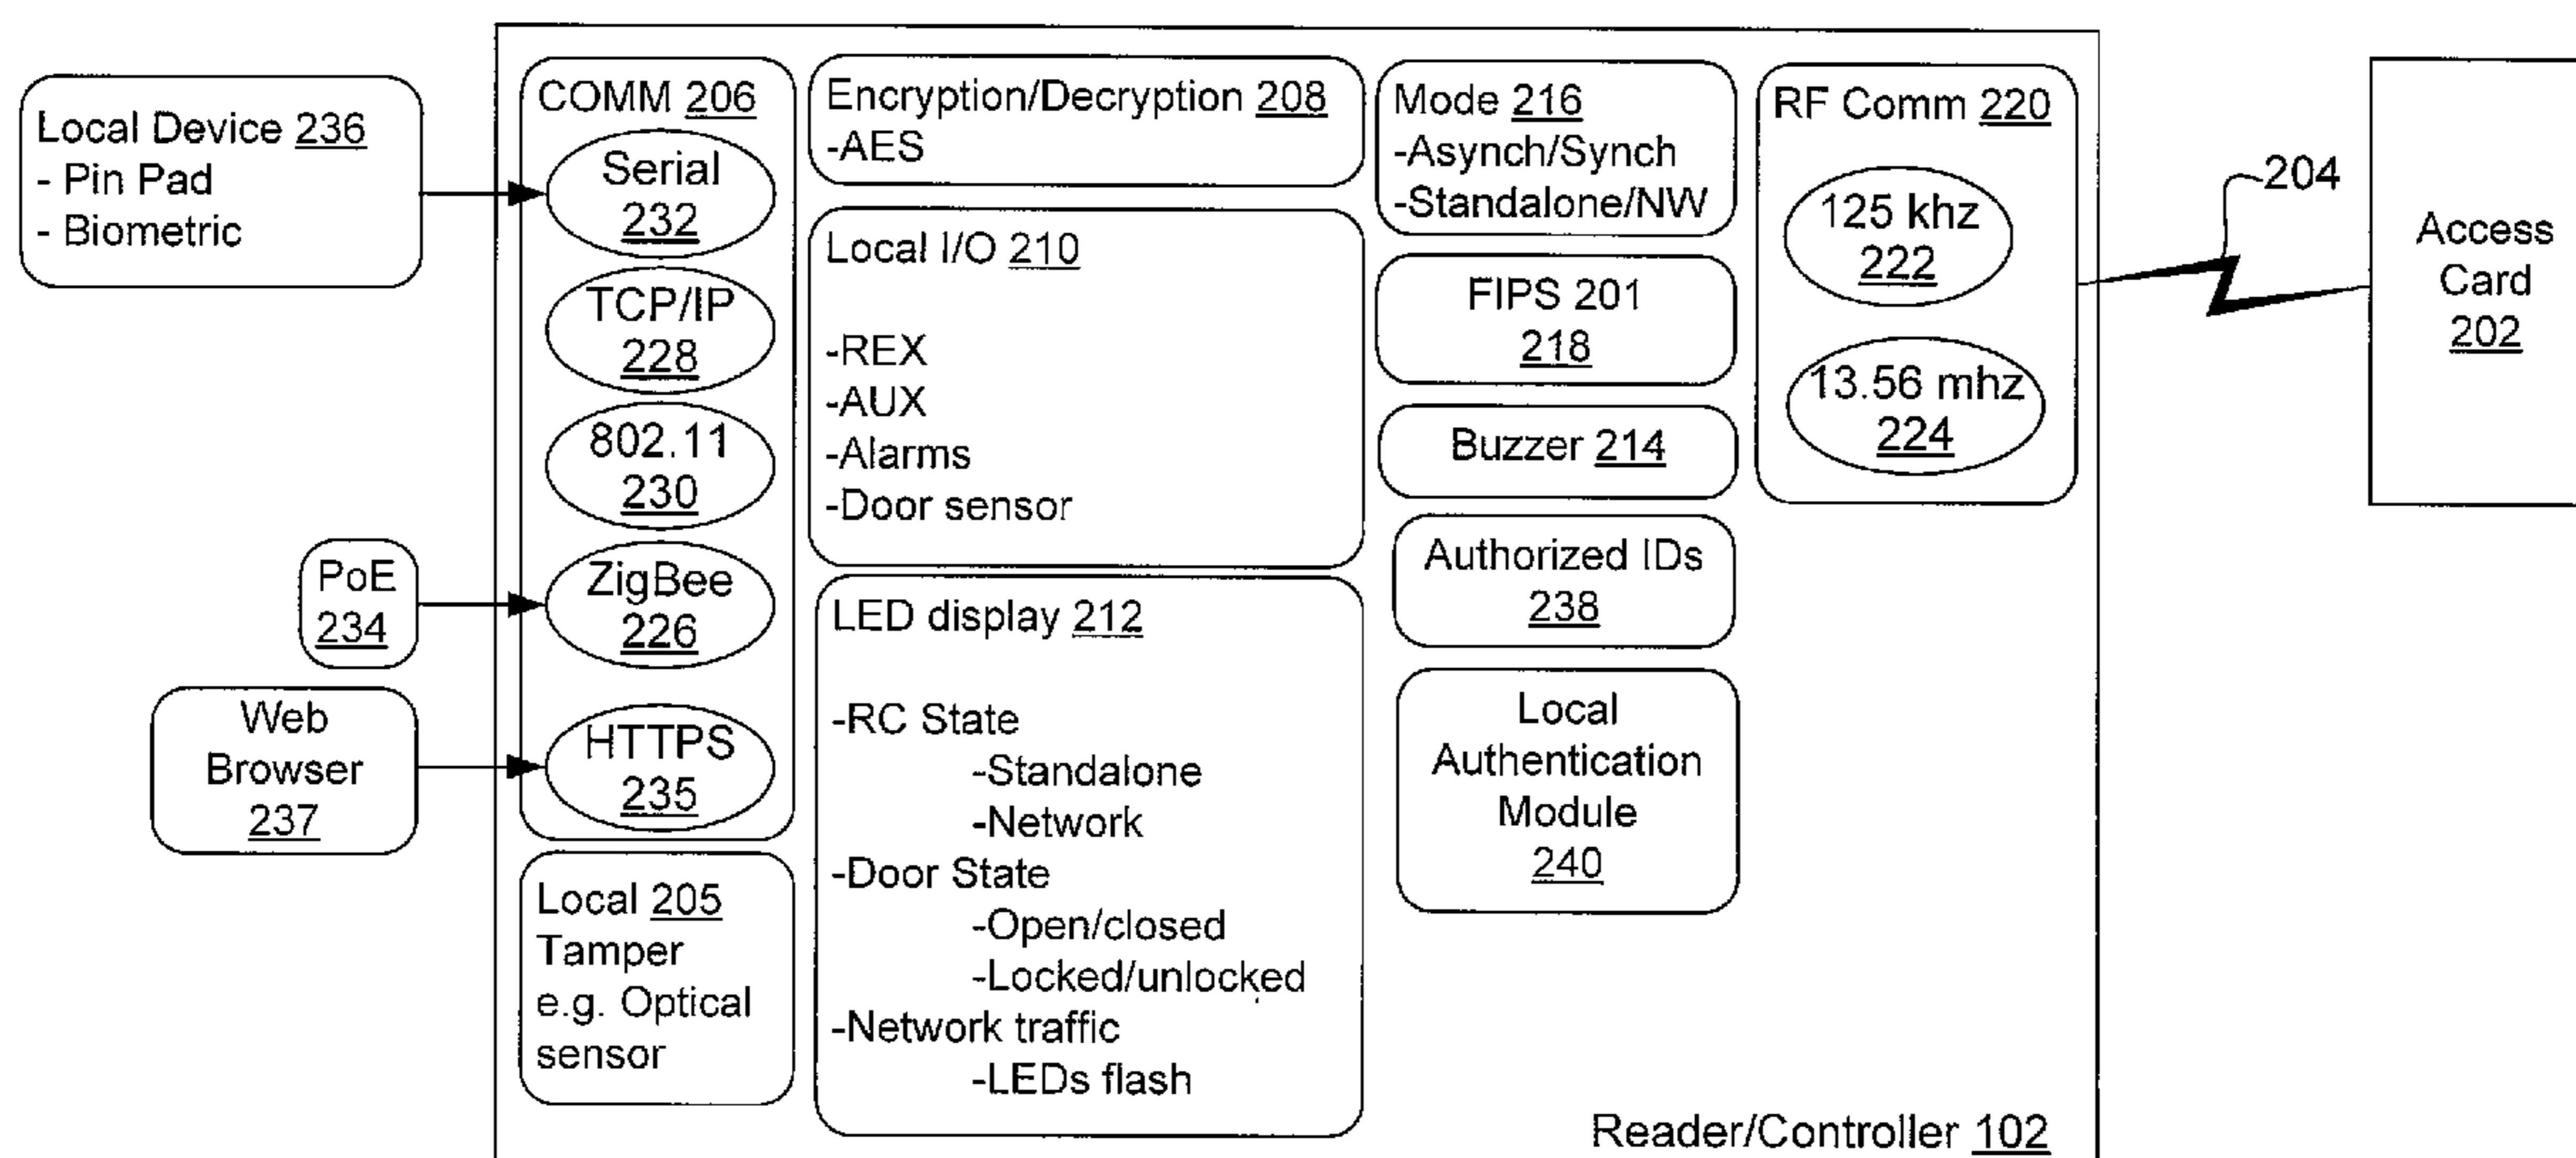 Local Device 236
- Pin Pad
- Biometric
PoE
234
Web
Browser
237
COMM 206
Serial
232
TCP/IP
228
802.11
230
ZigBee
226
HTTPS
235
Local 205
Tamper
e.g. Optical
sensor
Encryption/Decryption 208
-AES
Local I/O 210
-REX
-AUX
-Alarms
-Door sensor
LED display 212
-RC State
-Standalone
-Network
-Door State
-Open/closed
-Locked/unlocked
-Network traffic
-LEDs flash
Mode 216
-Asynch/Synch
-Standalone/NW
FIPS 201
218
Buzzer 214
Authorized IDs
238
Local
Authentication
Module
240
RF Comm 220
125 khz
222
13.56 mhz
224
Reader/Controller 102
204
Access
Card
202